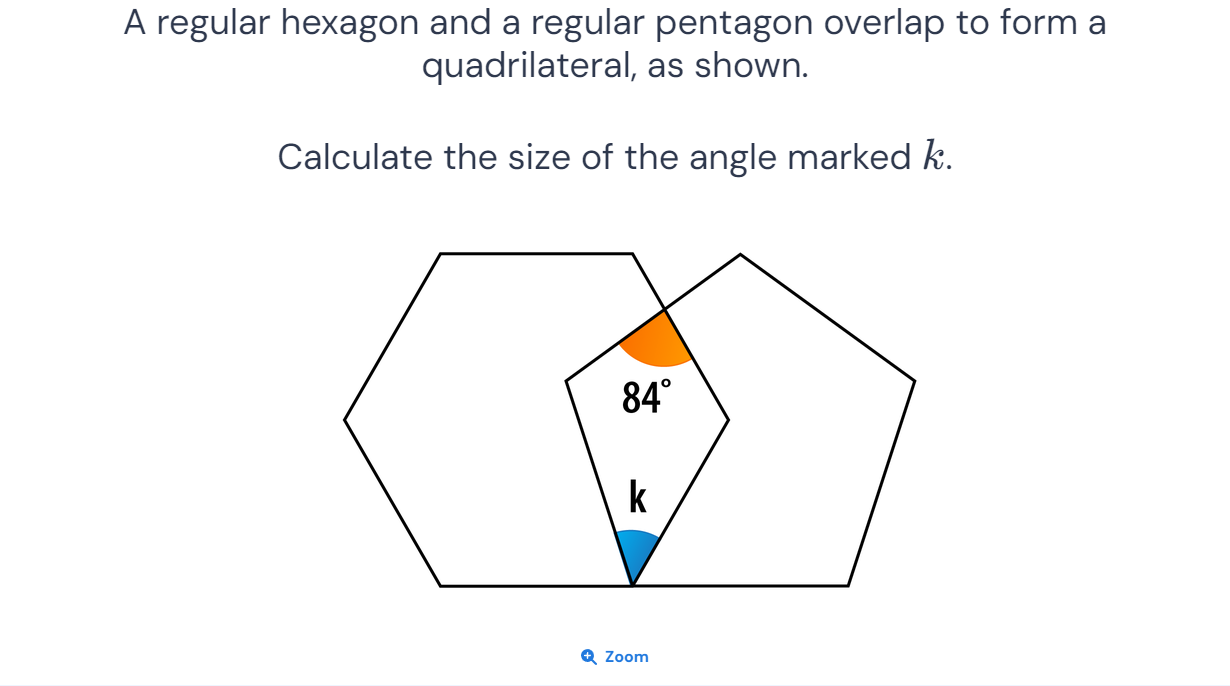 A regular hexagon and a regular pentagon overlap to form a
quadrilateral, as shown.
Calculate the size of the angle marked k.
84°
k
Zoom